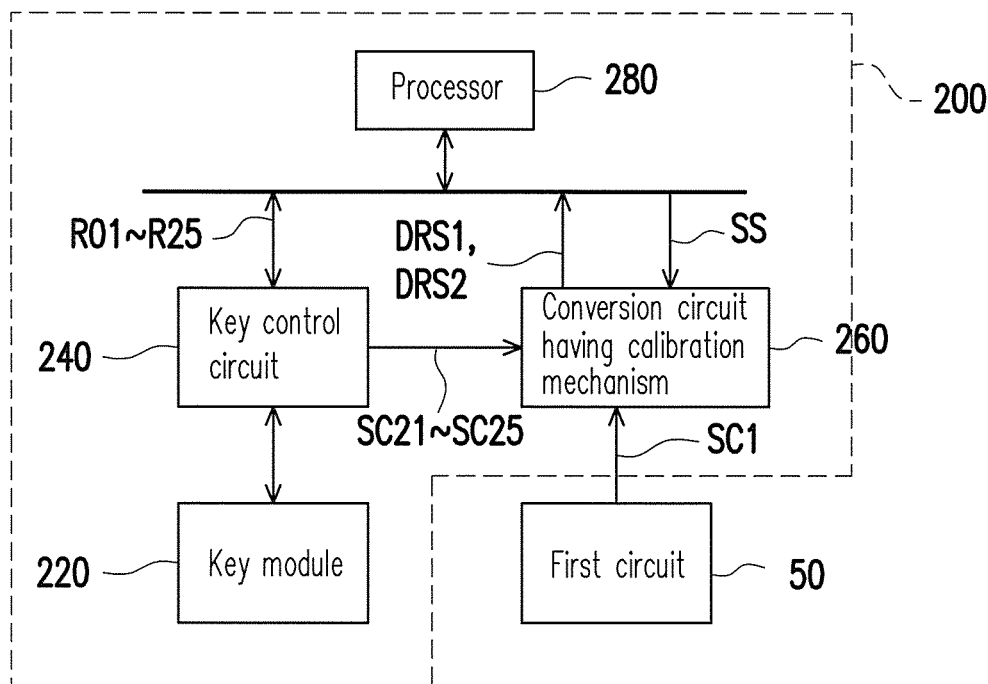 Processor
280
200
R01~R25
DRS1,
DRS2
SS
Key control
circuit
240
Conversion circuit
having calibration
mechanism
260
SC21~SC25
SC1
Key module
220
First circuit
50